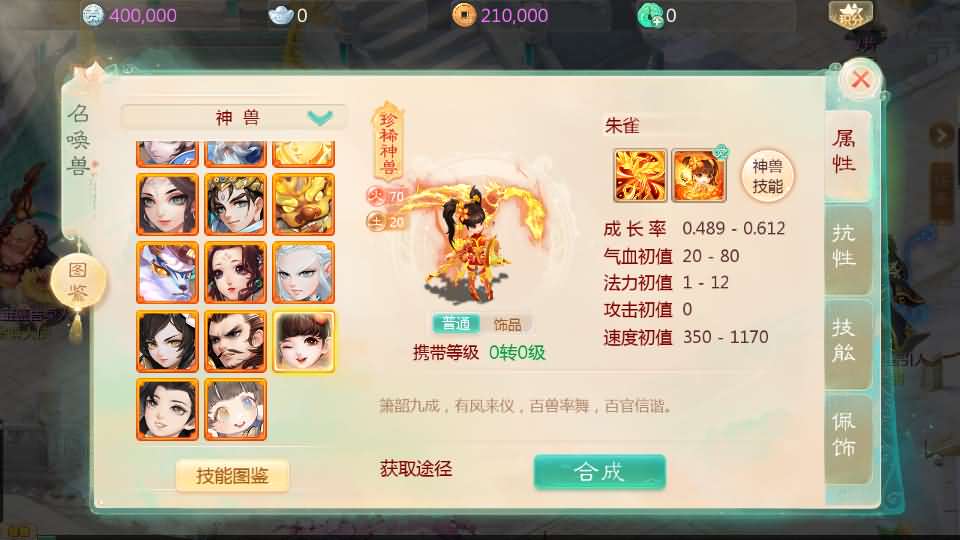 400,000
0
210,000
0
积分
召唤兽
图鉴
神兽
技能图鉴
珍稀神兽
火 70
土 20
普通
饰品
携带等级 0转0级
箫韶九成，有凤来仪，百兽率舞，百官信谐。
获取途径
合成
朱雀
神兽技能
成长率 0.489 - 0.612
气血初值 20 - 80
法力初值 1 - 12
攻击初值 0
速度初值 350 - 1170
属性
抗性
技能
佩饰